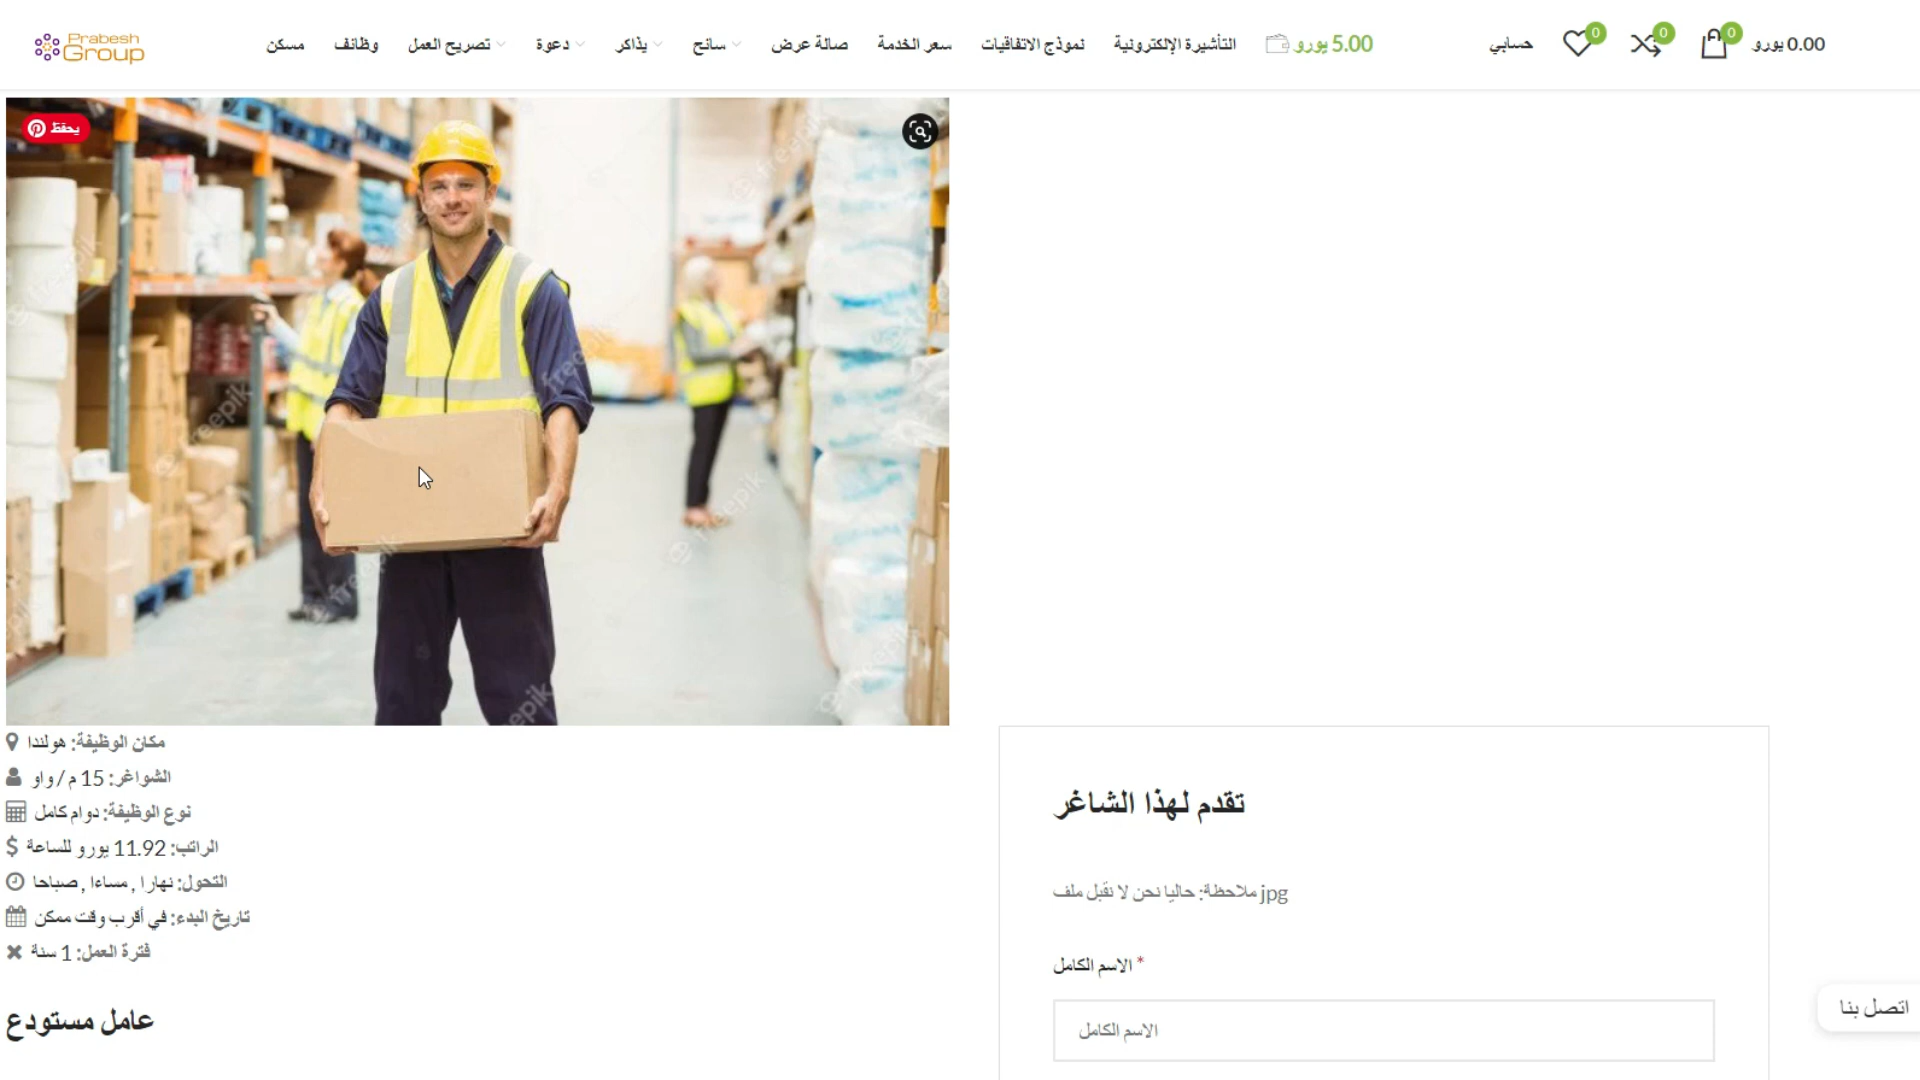 Prabesh
Group
مسكن
وظائف
تصريح العمل
دعوة
يذاكر
سائح
صالة عرض
سعر الخدمة
نموذج الاتفاقيات
التأشيرة الإلكترونية
5.00 يورو
حسابي
0
0
0
0.00 يورو
يحفظ
freepik
مكان الوظيفة: هولندا
الشواغر: 15 م / واو
نوع الوظيفة: دوام كامل
الراتب: 11.92 يورو للساعة
التحول: نهارا , مساءا , صباحا
تاريخ البدء: في أقرب وقت ممكن
فترة العمل: 1 سنة
عامل مستودع
تقدم لهذا الشاغر
ملاحظة: حاليا نحن لا نقبل ملف jpg
الاسم الكامل *
الاسم الكامل
اتصل بنا